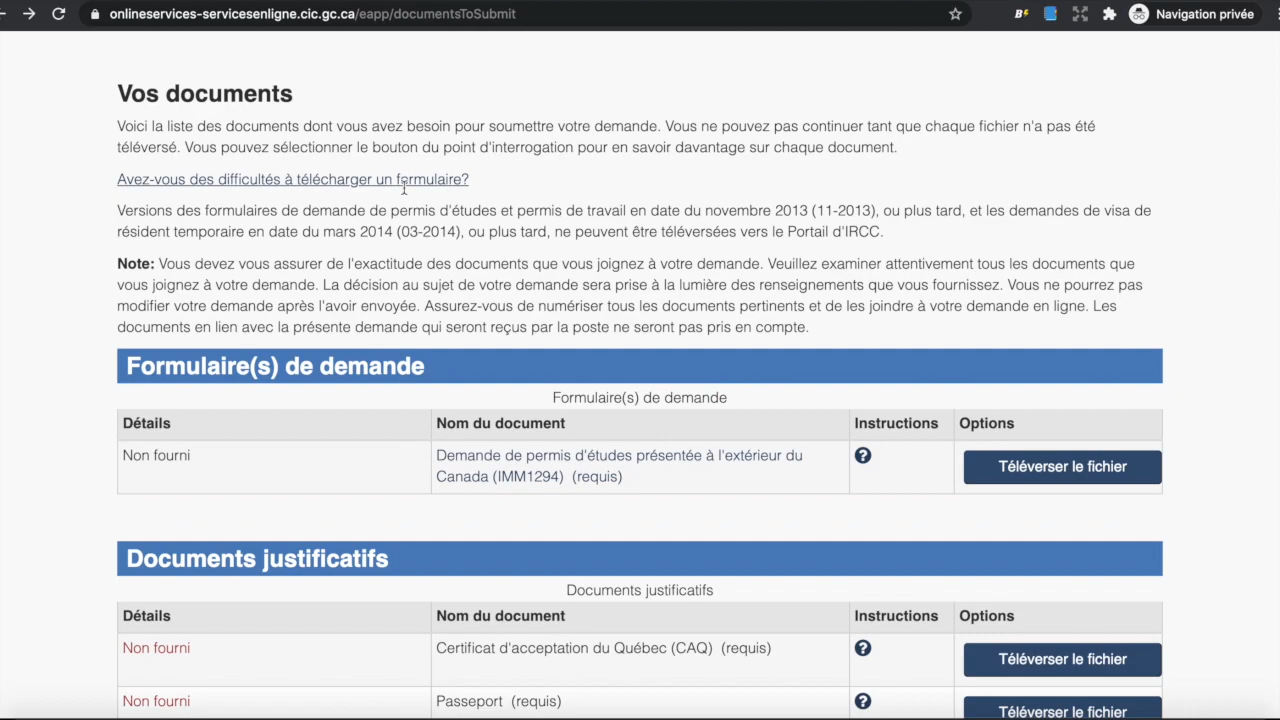 onlineservices-servicesenligne.cic.gc.ca/eapp/documentsToSubmit
Navigation privée
Vos documents
Voici la liste des documents dont vous avez besoin pour soumettre votre demande. Vous ne pouvez pas continuer tant que chaque fichier n'a pas été
téléversé. Vous pouvez sélectionner le bouton du point d'interrogation pour en savoir davantage sur chaque document.
Avez-vous des difficultés à télécharger un formulaire?
Versions des formulaires de demande de permis d'études et permis de travail en date du novembre 2013 (11-2013), ou plus tard, et les demandes de visa de
résident temporaire en date du mars 2014 (03-2014), ou plus tard, ne peuvent être téléversées vers le Portail d'IRCC.
Note: Vous devez vous assurer de l'exactitude des documents que vous joignez à votre demande. Veuillez examiner attentivement tous les documents que
vous joignez à votre demande. La décision au sujet de votre demande sera prise à la lumière des renseignements que vous fournissez. Vous ne pourrez pas
modifier votre demande après l'avoir envoyée. Assurez-vous de numériser tous les documents pertinents et de les joindre à votre demande en ligne. Les
documents en lien avec la présente demande qui seront reçus par la poste ne seront pas pris en compte.
Formulaire(s) de demande
Formulaire(s) de demande
Détails Nom du document Instructions Options
Non fourni Demande de permis d'études présentée à l'extérieur du
Canada (IMM1294) (requis) ? Téléverser le fichier
Documents justificatifs
Documents justificatifs
Détails Nom du document Instructions Options
Non fourni Certificat d'acceptation du Québec (CAQ) (requis) ? Téléverser le fichier
Non fourni Passeport (requis) ? Téléverser le fichier